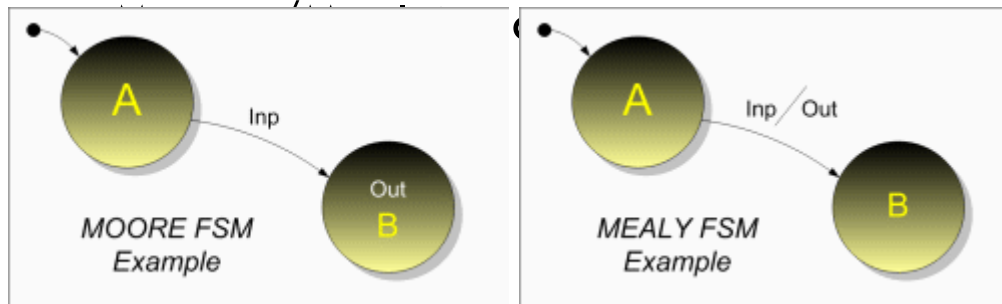 A
Inp
Out
B
MOORE FSM
Example
A
Inp / Out
B
MEALY FSM
Example